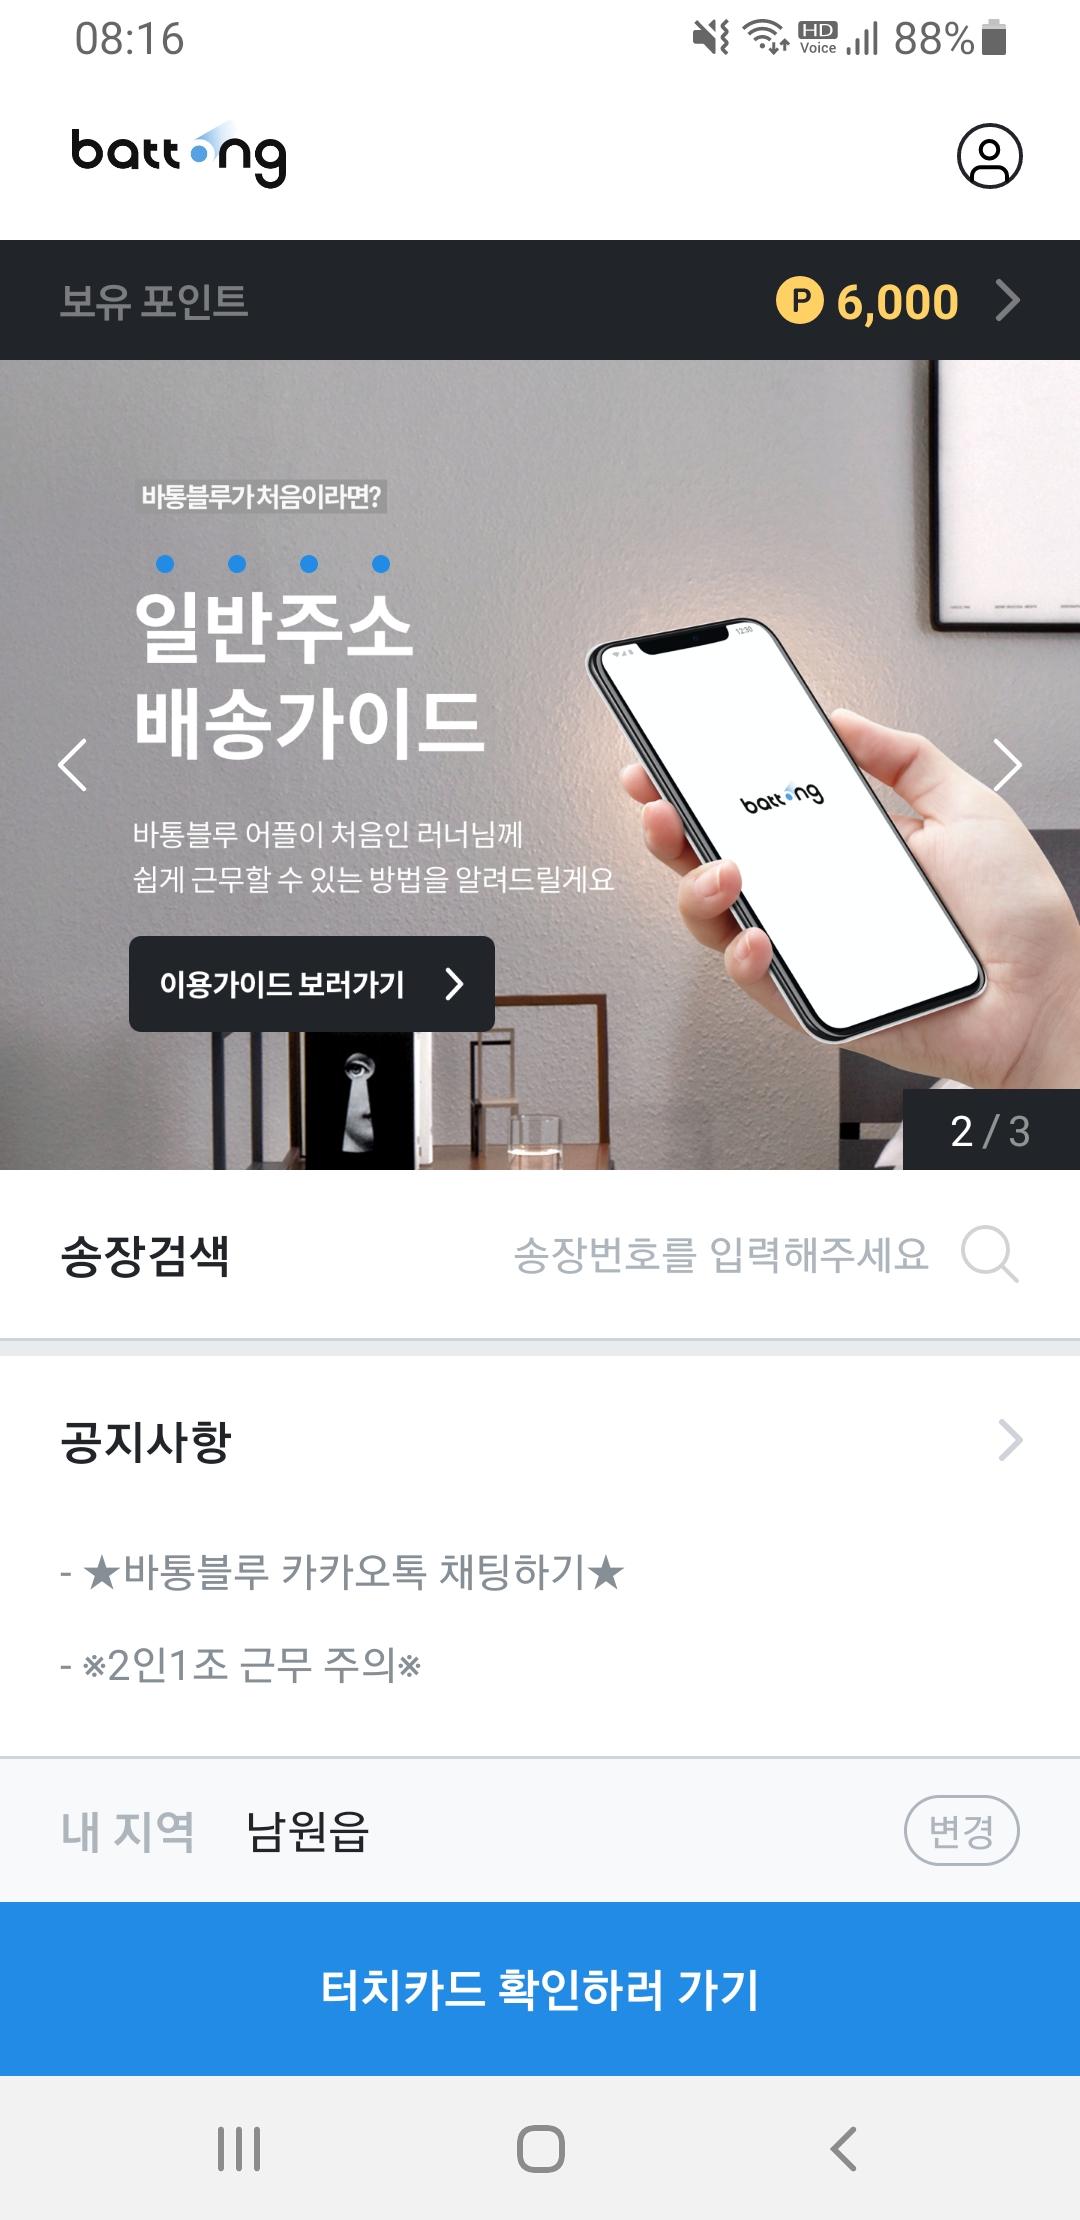 08:16
HD
Voice
88%
battong
보유 포인트
P 6,000
바통블루가 처음이라면?
일반주소
배송가이드
12:30
battong
바통블루 어플이 처음인 러너님께
쉽게 근무할 수 있는 방법을 알려드릴게요
이용가이드 보러가기
2 / 3
송장검색
송장번호를 입력해주세요
공지사항
- ★바통블루 카카오톡 채팅하기★
- ※2인1조 근무 주의※
내 지역 남원읍
변경
터치카드 확인하러 가기